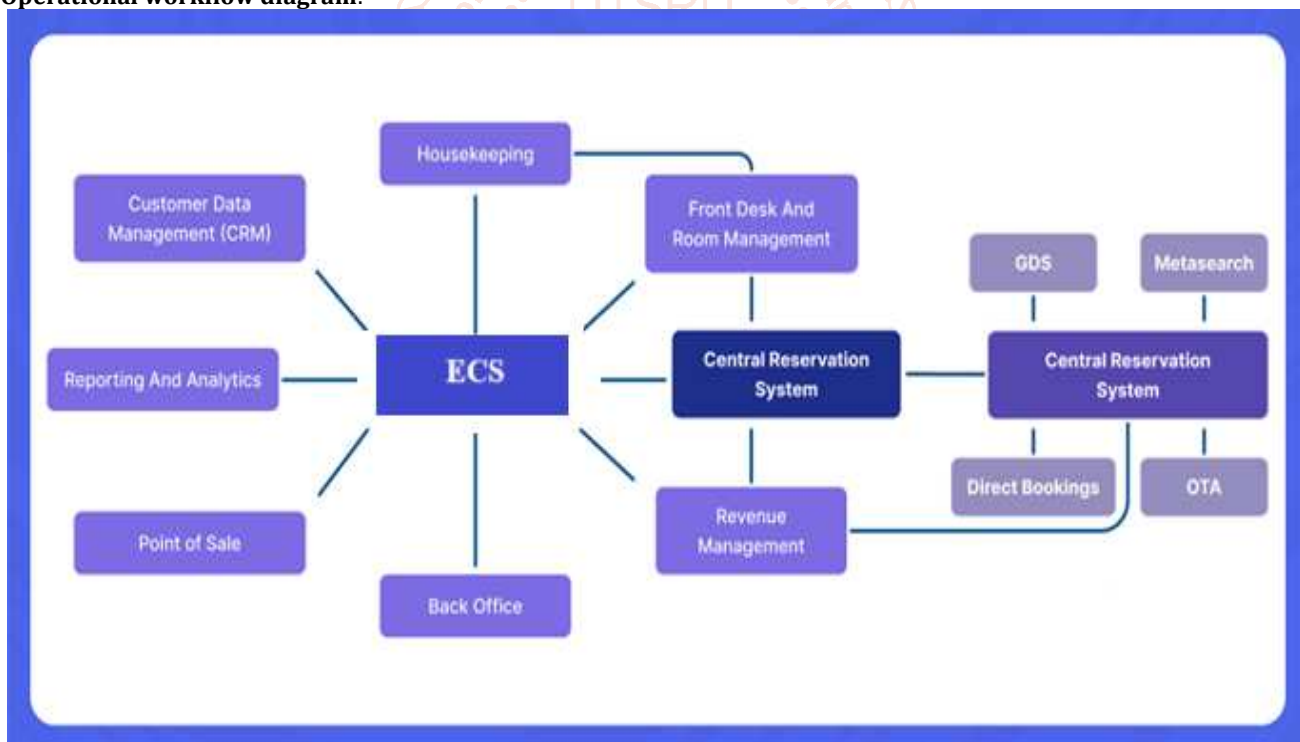 Operational workflow diagram:
Housekeeping
Customer Data
Management (CRM)
Front Desk And
Room Management
GDS
Metasearch
ECS
Reporting And Analytics
Central Reservation
System
Central Reservation
System
Direct Bookings
OTA
Point of Sale
Revenue
Management
Back Office